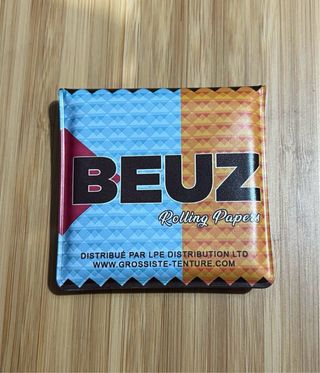 BEUZ
Rolling Papers
DISTRIBUÉ PAR LPE DISTRIBUTION LTD
WWW.GROSSISTE-TENTURE.COM